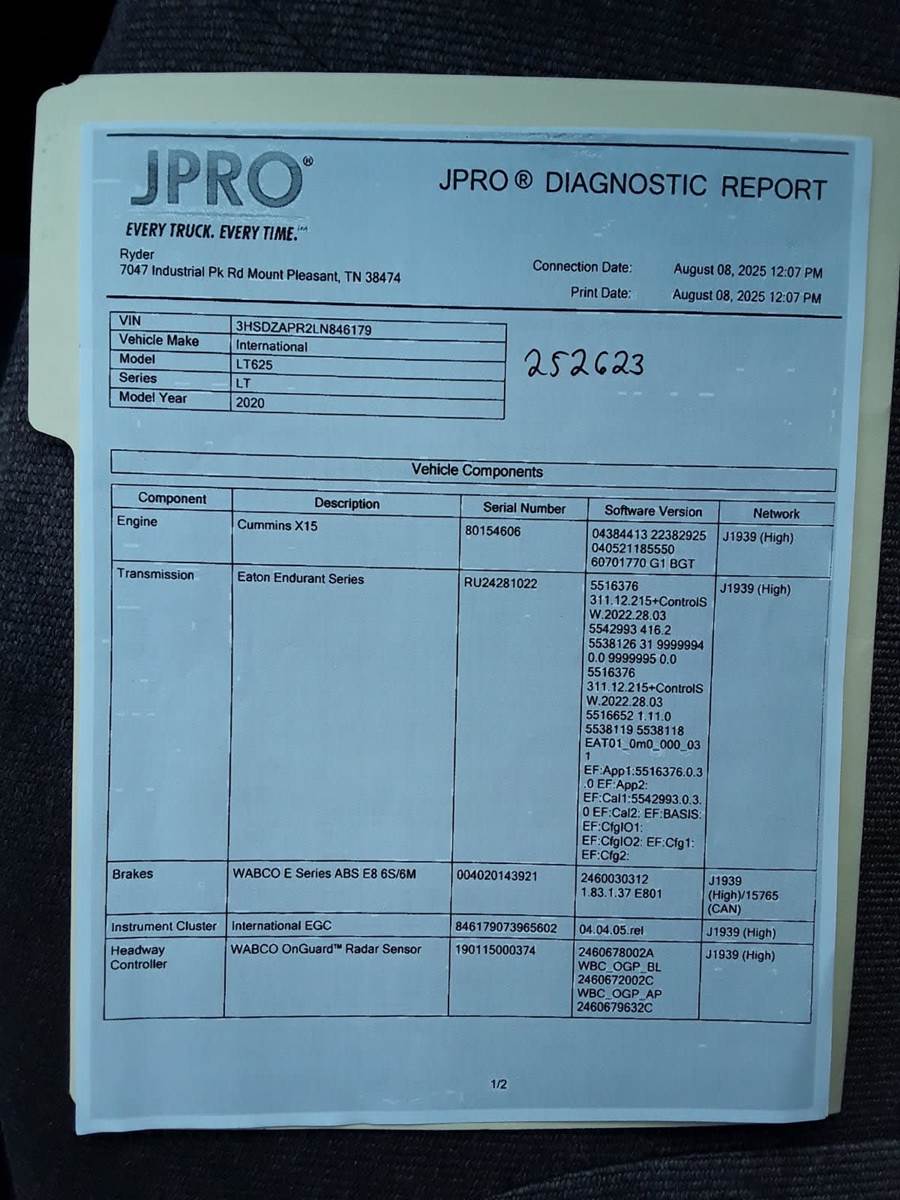 JPRO®
JPRO® DIAGNOSTIC REPORT
EVERY TRUCK. EVERY TIME.
Ryder
7047 Industrial Pk Rd Mount Pleasant, TN 38474
Connection Date: August 08, 2025 12:07 PM
Print Date: August 08, 2025 12:07 PM
VIN 3HSDZAPR2LN846179
Vehicle Make International
Model LT625
Series LT
Model Year 2020
252623
Vehicle Components
Component Description Serial Number Software Version Network
Engine Cummins X15 80154606 04384413 22382925 J1939 (High)
040521185550
60701770 G1 BGT
Transmission Eaton Endurant Series RU24281022 5516376 J1939 (High)
311.12.215+ControlS
W.2022.28.03
5542993 416.2
5538126 31 9999994
0.0 9999995 0.0
5516376
311.12.215+ControlS
W.2022.28.03
5516652 1.11.0
5538119 5538118
EAT01_0m0_000_03
1
EF:App1:5516376.0.3
.0 EF:App2:
EF:Cal1:5542993.0.3.
0 EF:Cal2: EF:BASIS:
EF:CfgIO1:
EF:CfgIO2: EF:Cfg1:
EF:Cfg2:
Brakes WABCO E Series ABS E8 6S/6M 004020143921 2460030312 J1939
1.83.1.37 E801 (High)/15765
(CAN)
Instrument Cluster International EGC 846179073965602 04.04.05.rel J1939 (High)
Headway WABCO OnGuard™ Radar Sensor 190115000374 2460678002A J1939 (High)
Controller WBC_OGP_BL
2460672002C
WBC_OGP_AP
2460679632C
1/2